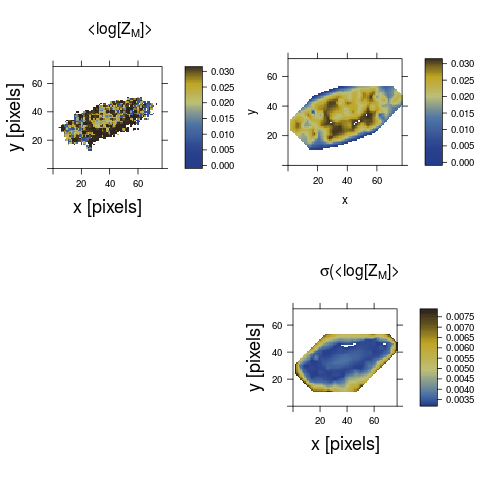 <log[Z_M]>
60
40
20
20 40 60
y [pixels]
x [pixels]
0.030
0.025
0.020
0.015
0.010
0.005
0.000
60
40
20
20 40 60
y
x
0.030
0.025
0.020
0.015
0.010
0.005
0.000
σ(<log[Z_M]>
60
40
20
20 40 60
y [pixels]
x [pixels]
0.0075
0.0070
0.0065
0.0060
0.0055
0.0050
0.0045
0.0040
0.0035